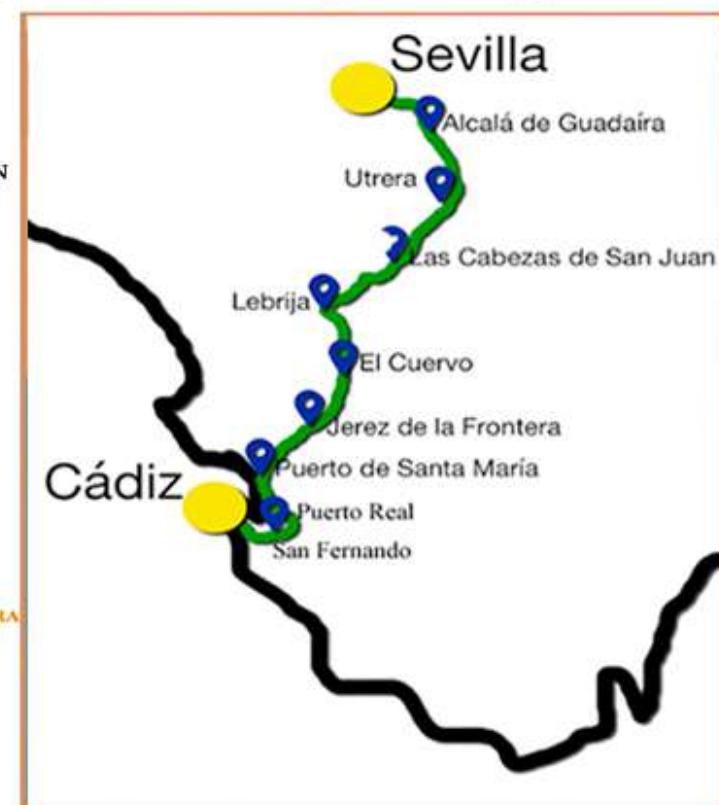 Sevilla
Alcalá de Guadaíra
N
Utrera
Las Cabezas de San Juan
Lebrija
El Cuervo
Jerez de la Frontera
Puerto de Santa María
Cádiz
Puerto Real
San Fernando
RA